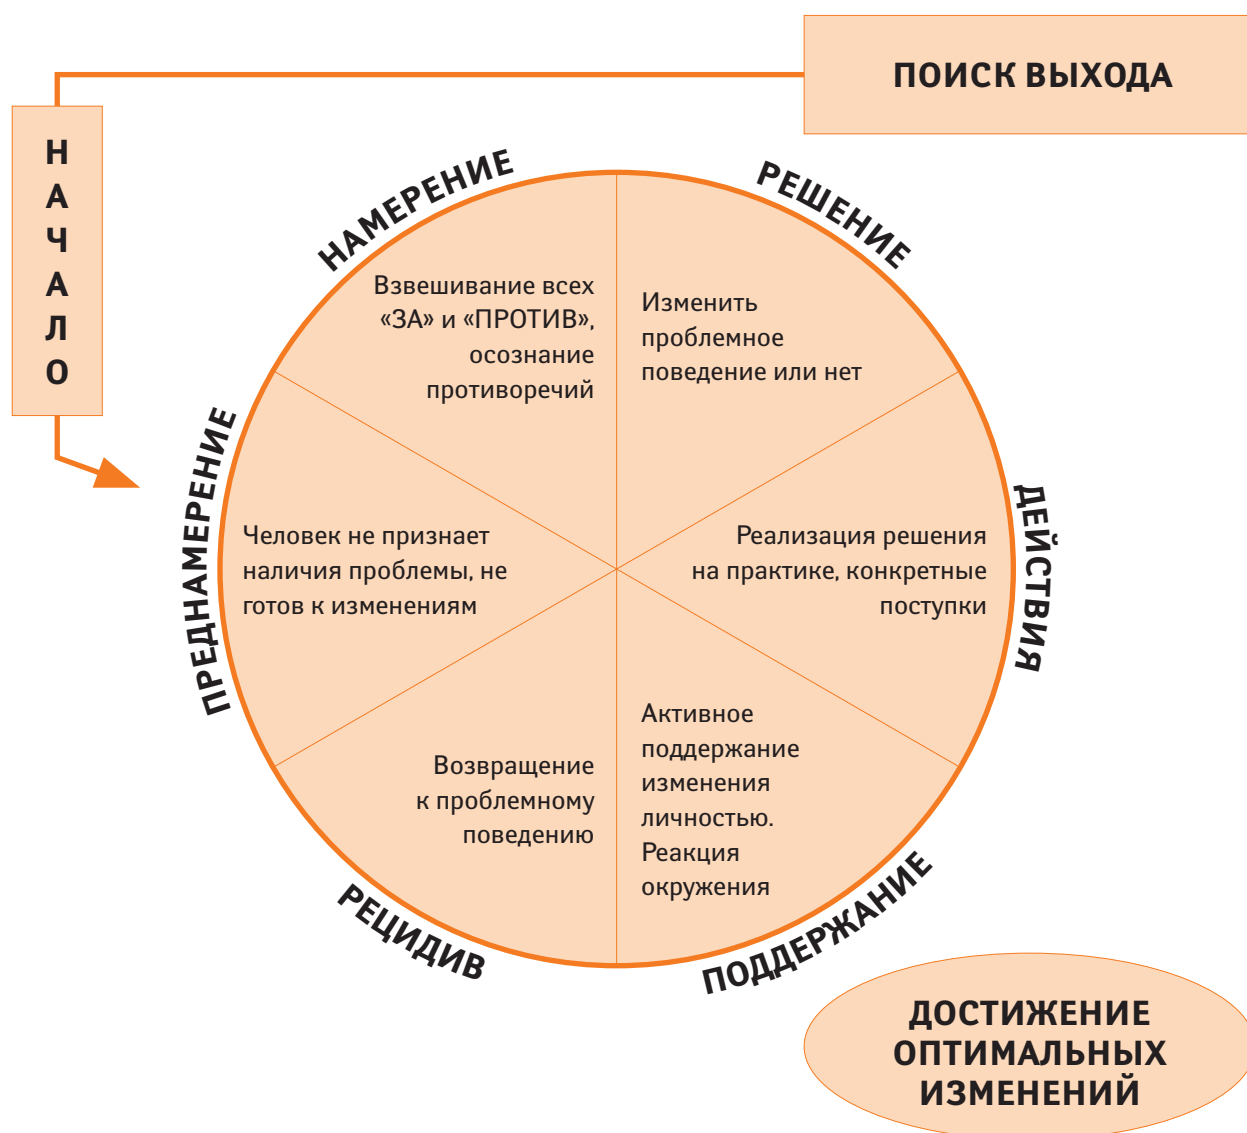 ПОИСК ВЫХОДА
НАЧАЛО
НАМЕРЕНИЕ
Взвешивание всех
«ЗА» и «ПРОТИВ»,
осознание
противоречий
РЕШЕНИЕ
Изменить
проблемное
поведение или нет
ПРЕДНАМЕРЕНИЕ
Человек не признает
наличия проблемы, не
готов к изменениям
ДЕЙСТВИЯ
Реализация решения
на практике, конкретные
поступки
РЕЦИДИВ
Возвращение
к проблемному
поведению
ПОДДЕРЖАНИЕ
Активное
поддержание
изменения
личностью.
Реакция
окружения
ДОСТИЖЕНИЕ
ОПТИМАЛЬНЫХ
ИЗМЕНЕНИЙ